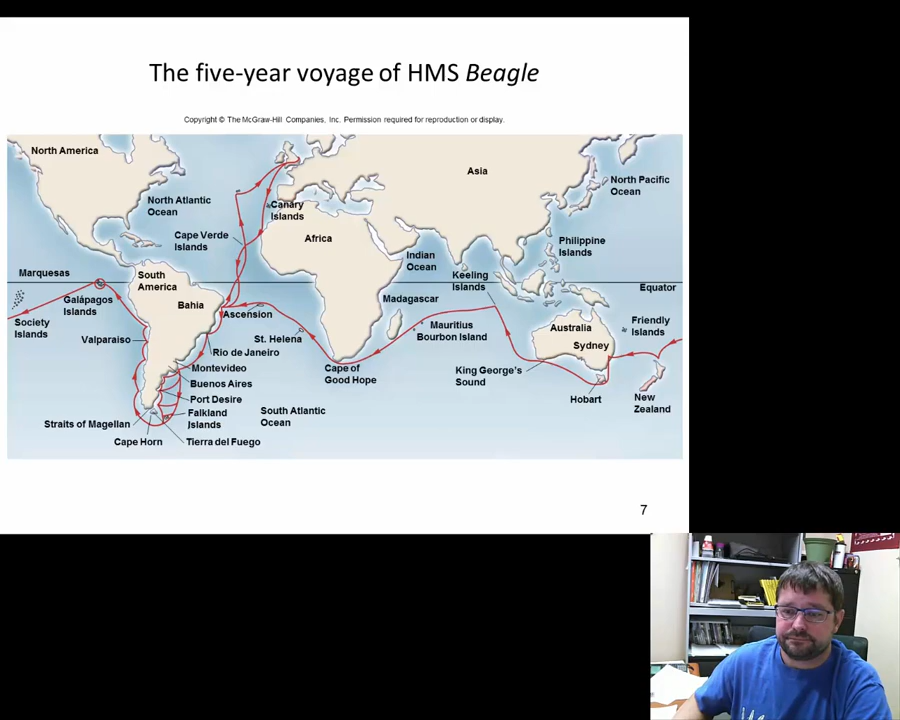 The five-year voyage of HMS Beagle
Copyright © The McGraw-Hill Companies, Inc. Permission required for reproduction or display.
North America
Asia
North Pacific
Ocean
North Atlantic
Ocean
Canary
Islands
Cape Verde
Islands
Africa
Philippine
Islands
Indian
Ocean
Marquesas
South
America
Keeling
Islands
Equator
Galápagos
Islands
Bahia
Ascension
Madagascar
Society
Islands
Valparaiso
St. Helena
Mauritius
Bourbon Island
Australia
Friendly
Islands
Sydney
Rio de Janeiro
Montevideo
Buenos Aires
Cape of
Good Hope
King George's
Sound
Port Desire
Hobart
New
Zealand
Falkland
Islands
South Atlantic
Ocean
Straits of Magellan
Cape Horn
Tierra del Fuego
7